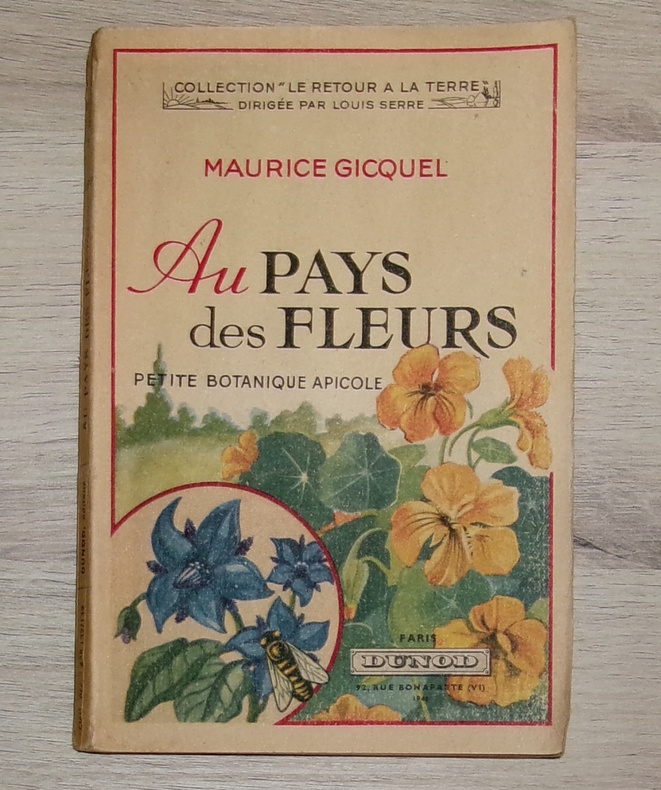 COLLECTION "LE RETOUR A LA TERRE"
DIRIGÉE PAR LOUIS SERRE
MAURICE GICQUEL
Au PAYS
des FLEURS
PETITE BOTANIQUE APICOLE
PARIS
DUNOD
92, RUE BONAPARTE (VI)